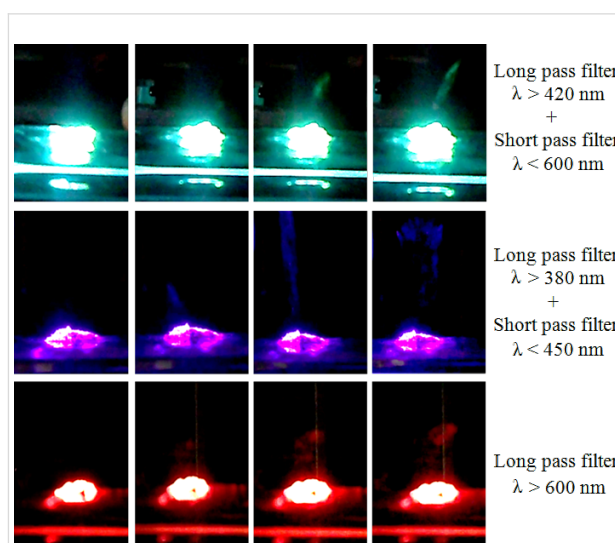 Long pass filter
λ > 420 nm
+
Short pass filter
λ < 600 nm
Long pass filter
λ > 380 nm
+
Short pass filter
λ < 450 nm
Long pass filter
λ > 600 nm